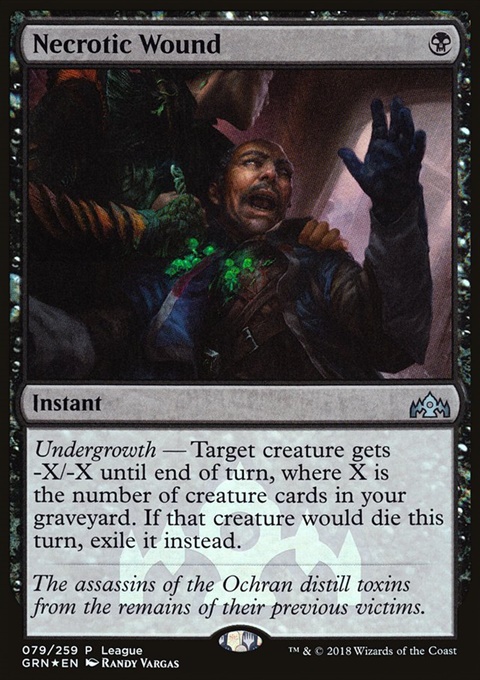 Necrotic Wound
Instant
Undergrowth — Target creature gets
-X/-X until end of turn, where X is
the number of creature cards in your
graveyard. If that creature would die this
turn, exile it instead.
The assassins of the Ochran distill toxins
from the remains of their previous victims.
079/259 P League
GRN★EN Randy Vargas
™ & © 2018 Wizards of the Coast